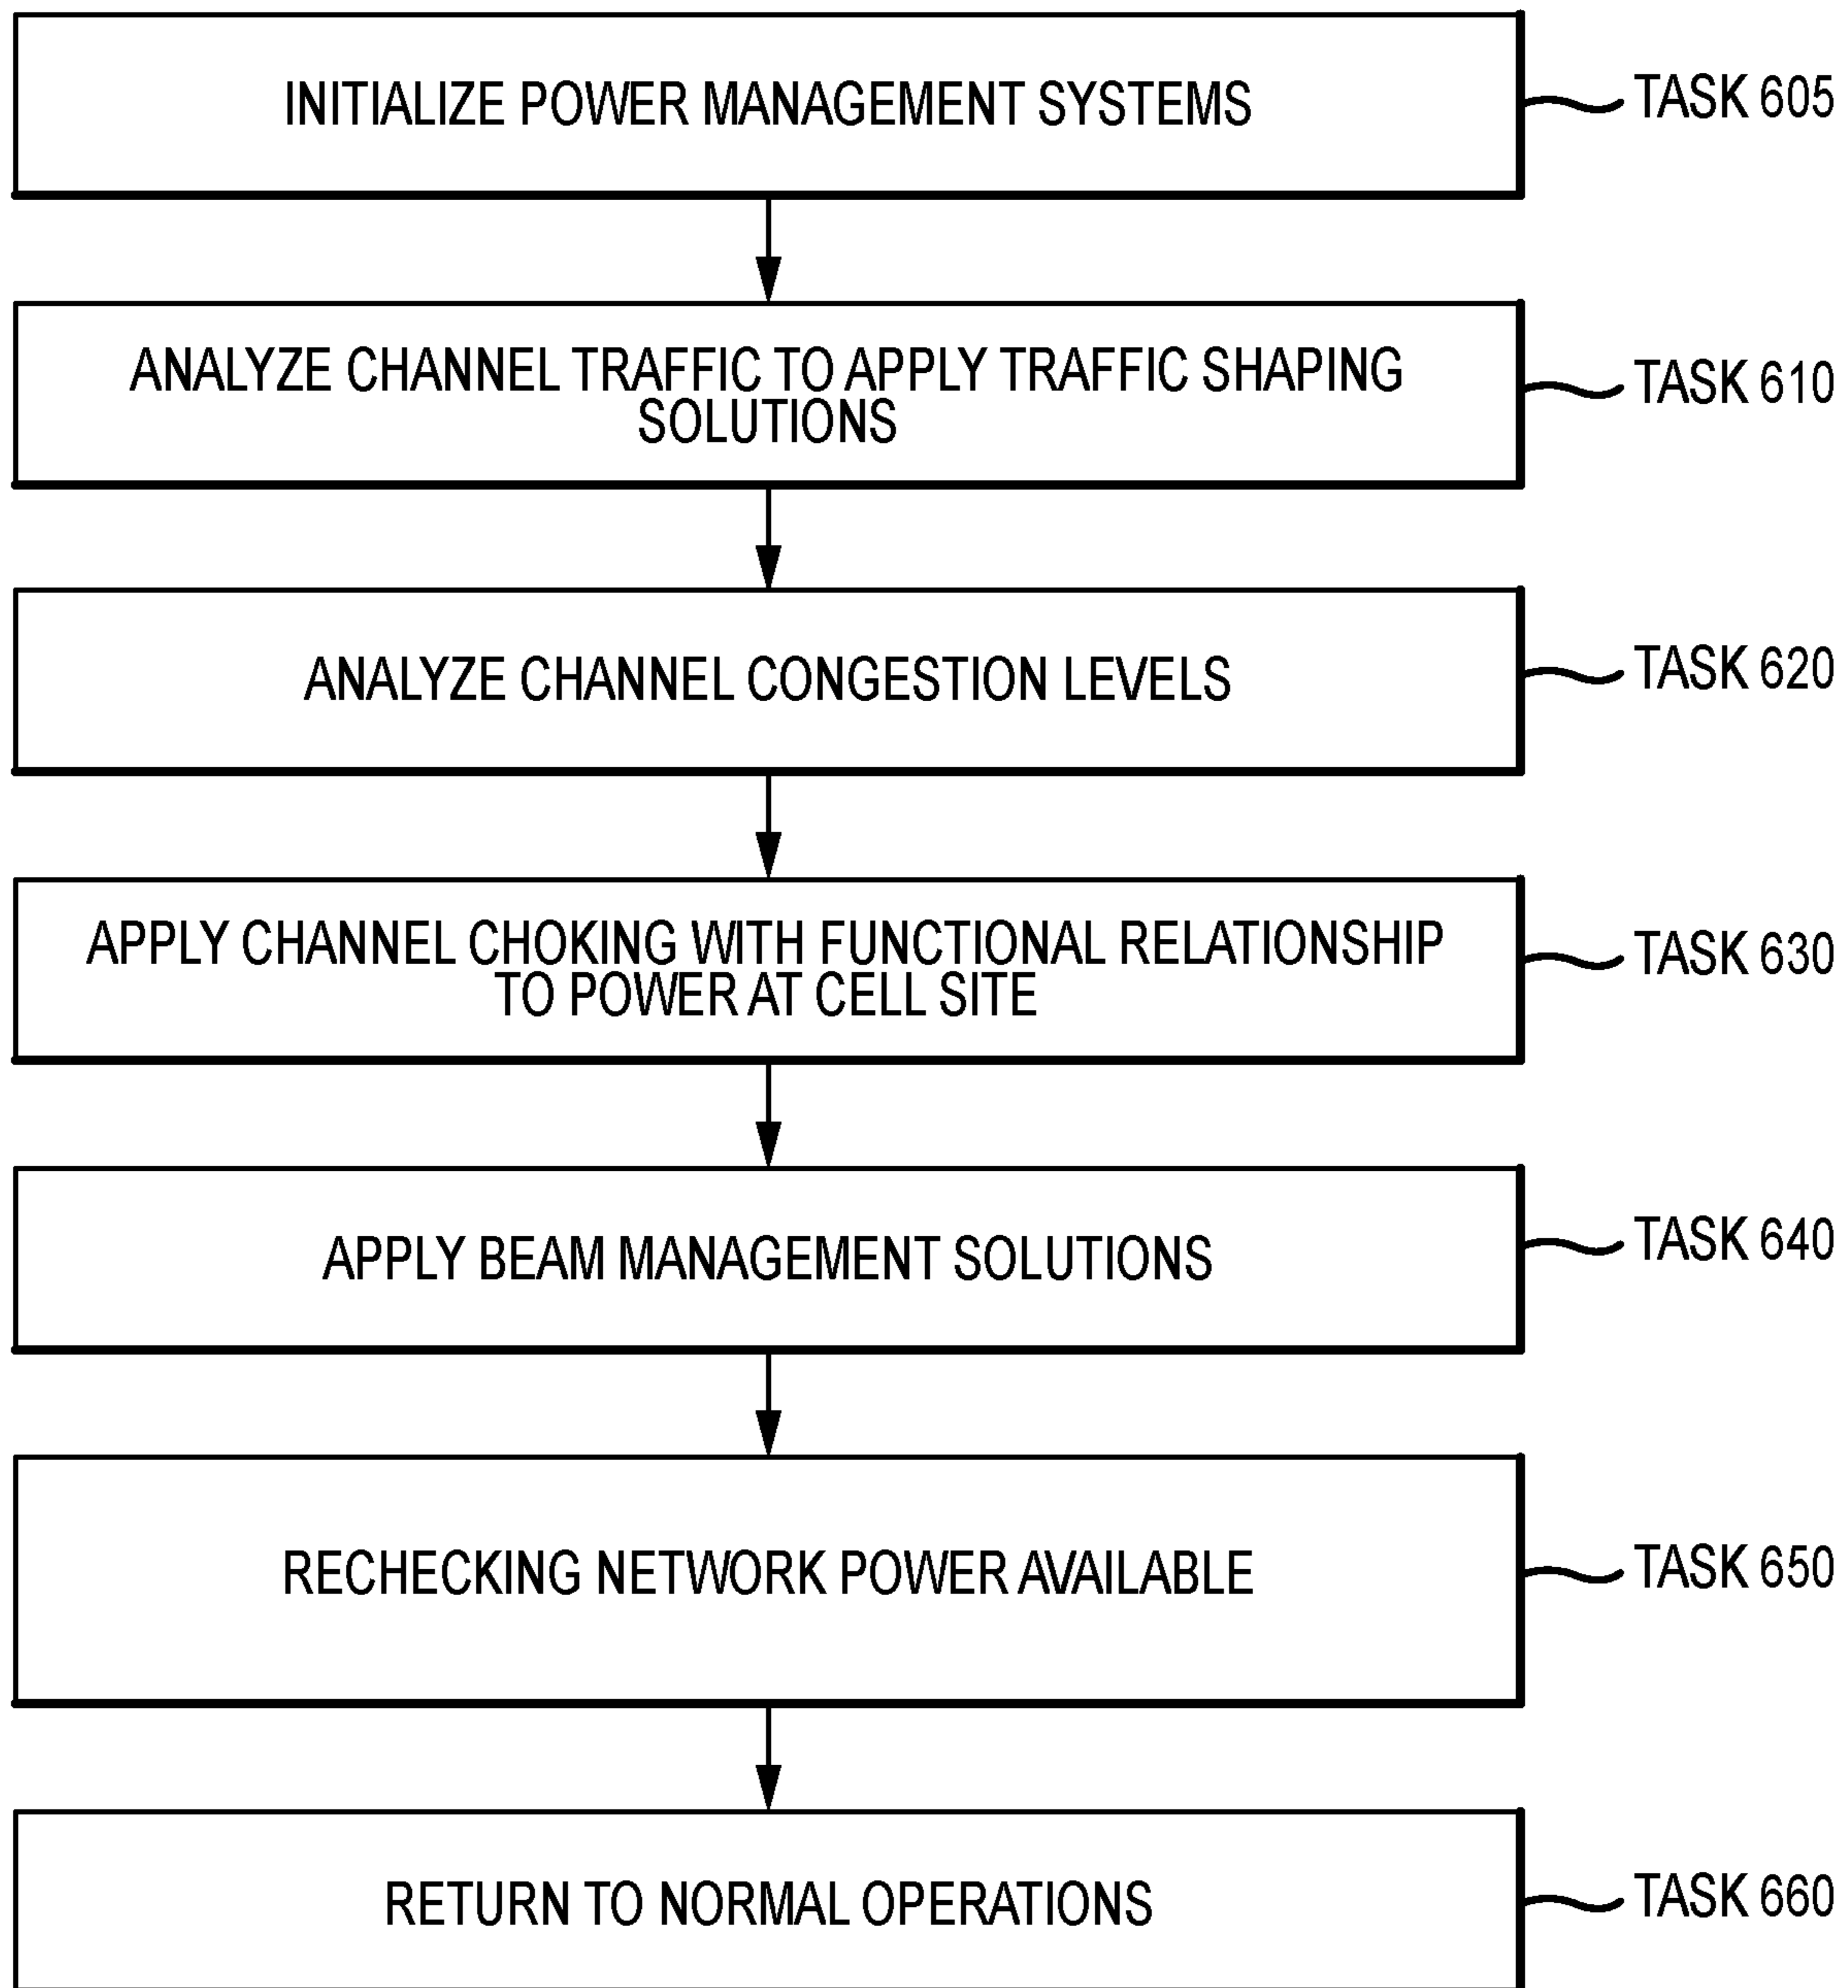 INITIALIZE POWER MANAGEMENT SYSTEMS
TASK 605
ANALYZE CHANNEL TRAFFIC TO APPLY TRAFFIC SHAPING
SOLUTIONS
TASK 610
ANALYZE CHANNEL CONGESTION LEVELS
TASK 620
APPLY CHANNEL CHOKING WITH FUNCTIONAL RELATIONSHIP
TO POWER AT CELL SITE
TASK 630
APPLY BEAM MANAGEMENT SOLUTIONS
TASK 640
RECHECKING NETWORK POWER AVAILABLE
TASK 650
RETURN TO NORMAL OPERATIONS
TASK 660